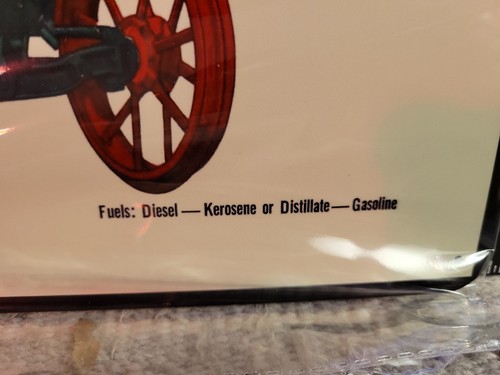 Fuels: Diesel — Kerosene or Distillate — Gasoline